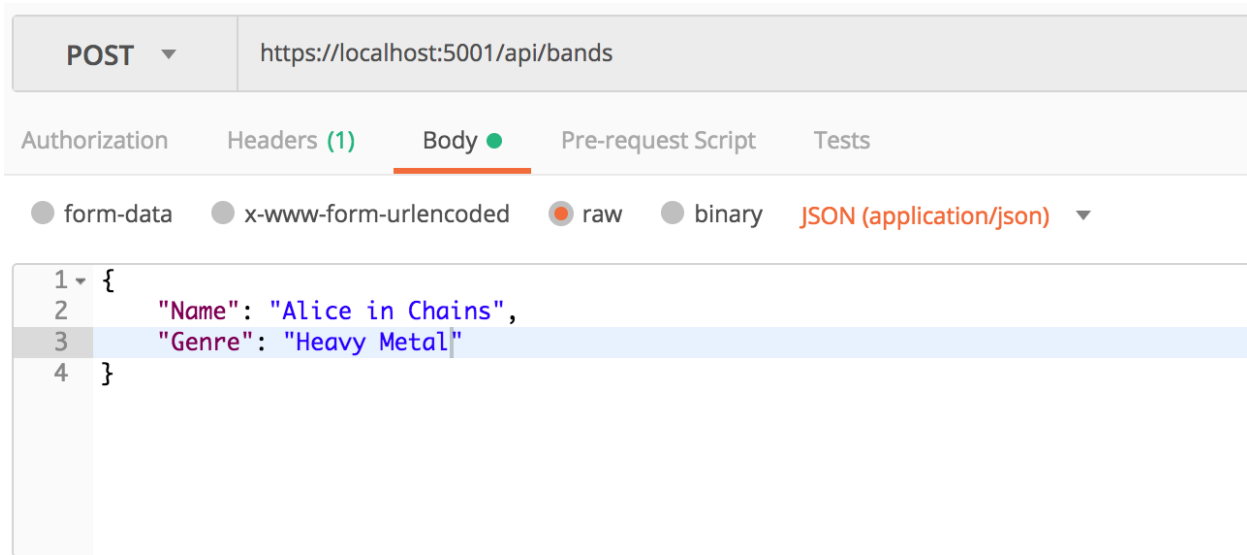 POST https://localhost:5001/api/bands
Authorization Headers (1) Body Pre-request Script Tests
form-data x-www-form-urlencoded raw binary JSON (application/json)
1 {
2 "Name": "Alice in Chains",
3 "Genre": "Heavy Metal"
4 }